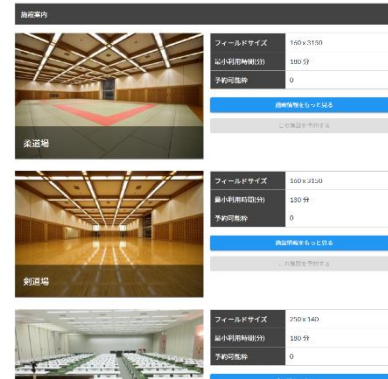 施設案内
フィールドサイズ 160 x 3150
最小利用時間(分) 180 分
予約可能枠 0
施設情報をもっと見る
この施設を予約する
柔道場
フィールドサイズ 160 x 3150
最小利用時間(分) 180 分
予約可能枠 0
施設情報をもっと見る
この施設を予約する
剣道場
フィールドサイズ 250 x 140
最小利用時間(分) 180 分
予約可能枠 0